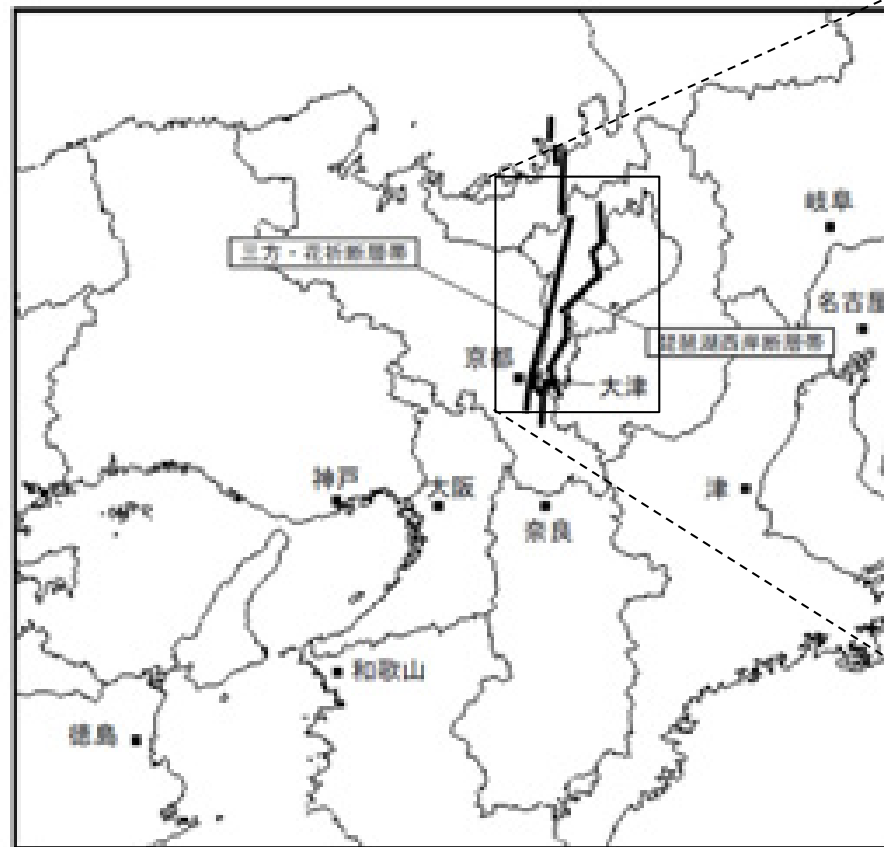 岐阜
三方・花折断層帯
名古屋
琵琶湖西岸断層帯
京都
大津
神戸
大阪
津
奈良
和歌山
徳島